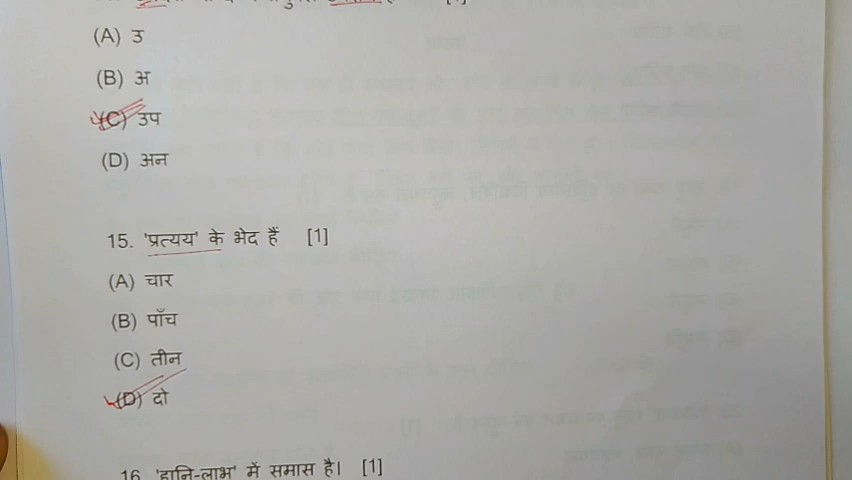 (A) उ
(B) अ
(C) उप
(D) अन
15. 'प्रत्यय' के भेद हैं [1]
(A) चार
(B) पाँच
(C) तीन
(D) दो
16. 'हानि-लाभ' में समास है। [1]